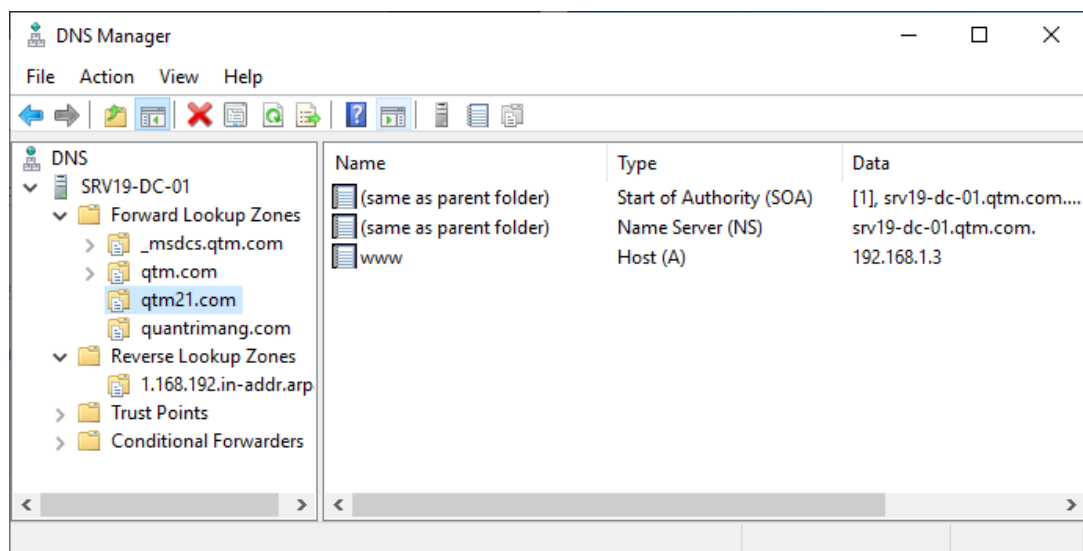 DNS Manager
File Action View Help
DNS
SRV19-DC-01
Forward Lookup Zones
_msdcs.qtm.com
qtm.com
qtm21.com
quantrimang.com
Reverse Lookup Zones
1.168.192.in-addr.arp
Trust Points
Conditional Forwarders
Name Type Data
(same as parent folder) Start of Authority (SOA) [1], srv19-dc-01.qtm.com....
(same as parent folder) Name Server (NS) srv19-dc-01.qtm.com.
www Host (A) 192.168.1.3